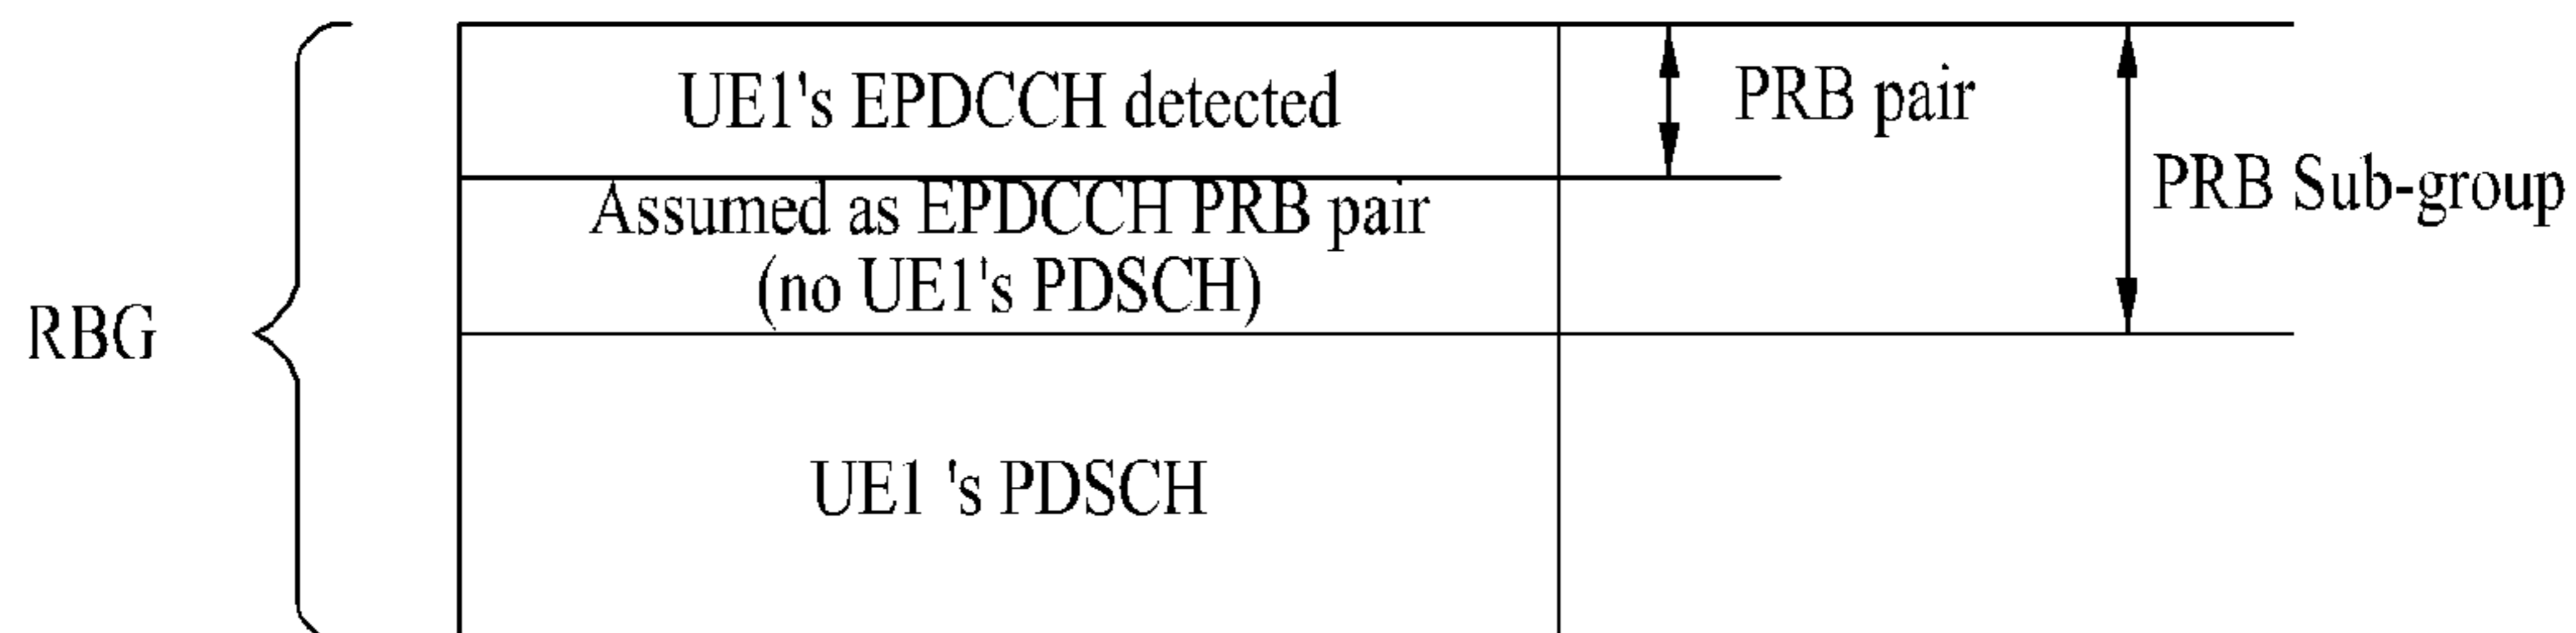 UE1's EPDCCH detected
PRB pair
Assumed as EPDCCH PRB pair
(no UE1's PDSCH)
PRB Sub-group
RBG
UE1 's PDSCH